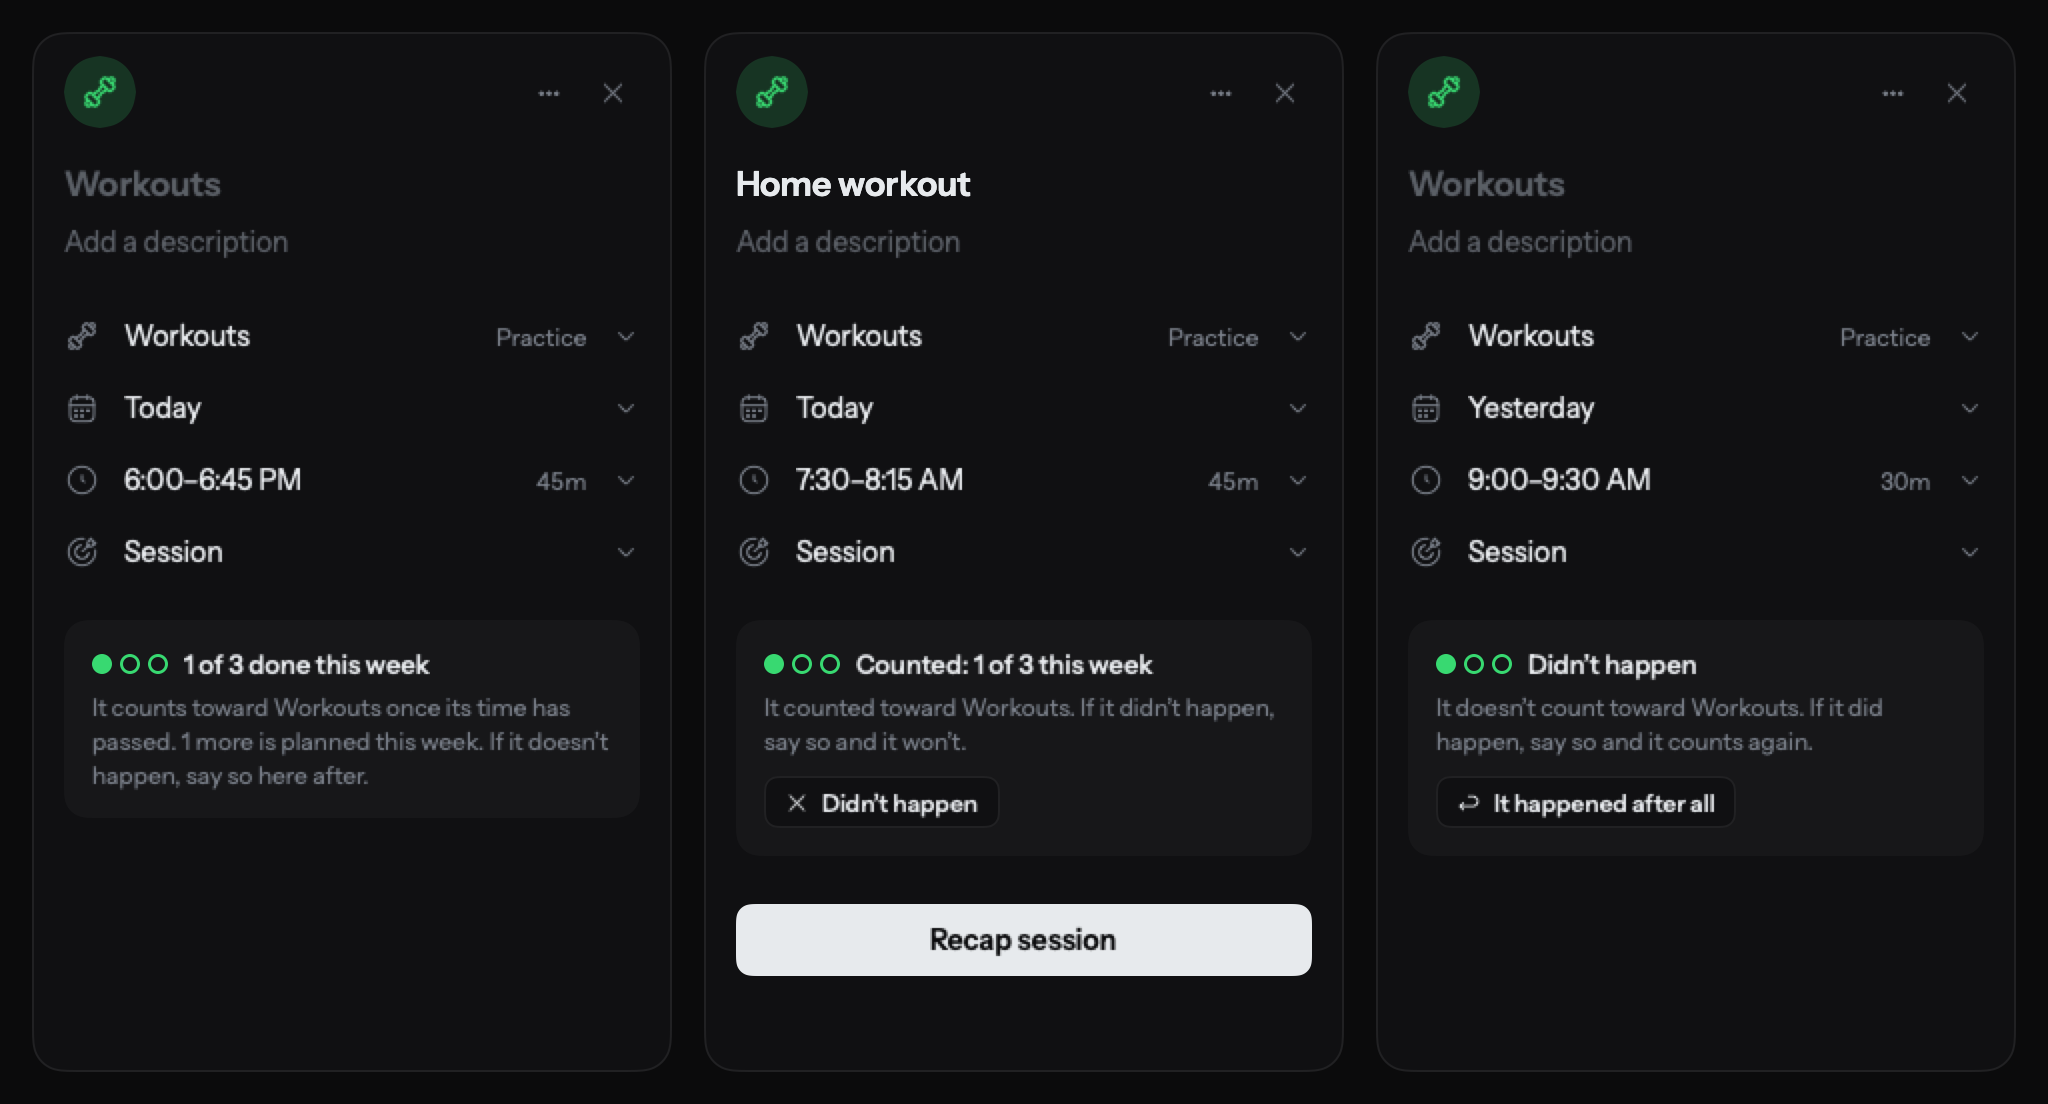 Workouts
Add a description
Workouts Practice
Today
6:00–6:45 PM 45m
Session
1 of 3 done this week
It counts toward Workouts once its time has
passed. 1 more is planned this week. If it doesn’t
happen, say so here after.
Home workout
Add a description
Workouts Practice
Today
7:30–8:15 AM 45m
Session
Counted: 1 of 3 this week
It counted toward Workouts. If it didn’t happen,
say so and it won’t.
Didn’t happen
Recap session
Workouts
Add a description
Workouts Practice
Yesterday
9:00–9:30 AM 30m
Session
Didn’t happen
It doesn’t count toward Workouts. If it did
happen, say so and it counts again.
It happened after all